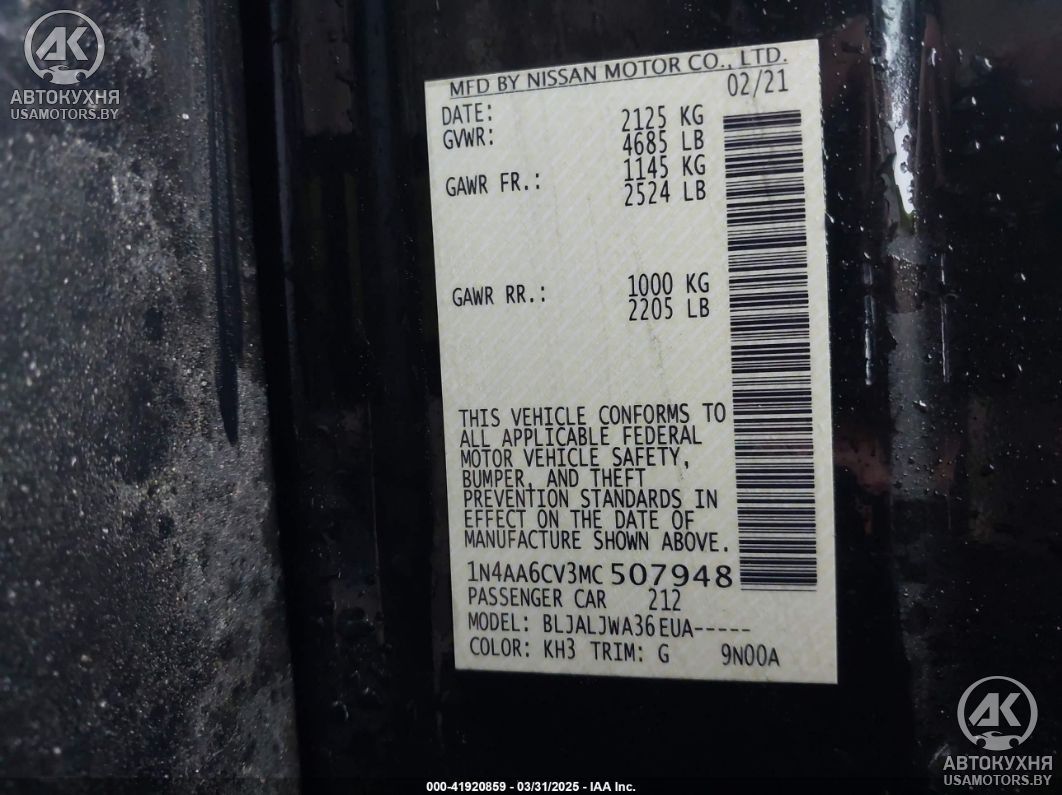 AK
АВТОКУХНЯ
USAMOTORS.BY
MFD BY NISSAN MOTOR CO., LTD.
DATE: 02/21
GVWR: 2125 KG
4685 LB
GAWR FR.: 1145 KG
2524 LB
GAWR RR.: 1000 KG
2205 LB
THIS VEHICLE CONFORMS TO
ALL APPLICABLE FEDERAL
MOTOR VEHICLE SAFETY,
BUMPER, AND THEFT
PREVENTION STANDARDS IN
EFFECT ON THE DATE OF
MANUFACTURE SHOWN ABOVE.
1N4AA6CV3MC507948
PASSENGER CAR 212
MODEL: BLJALJWA36EUA-----
COLOR: KH3 TRIM: G 9N00A
AK
АВТОКУХНЯ
USAMOTORS.BY
000-41920859 - 03/31/2025 - IAA Inc.